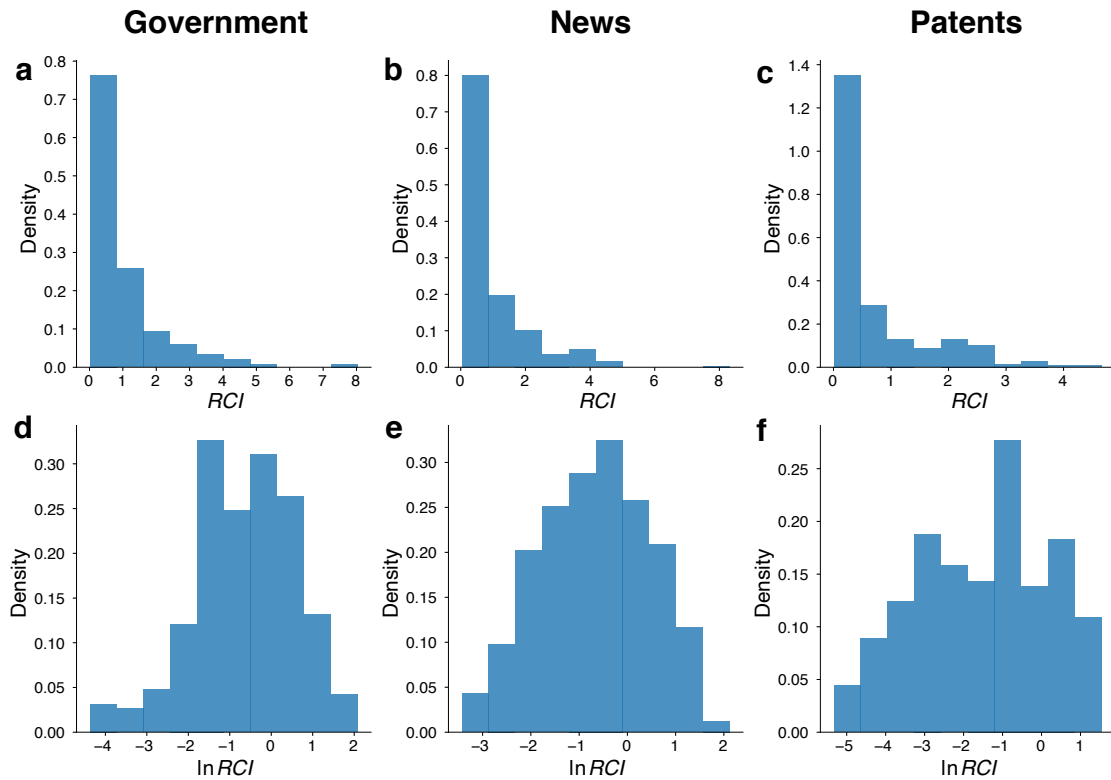 Government News Patents
a b c
0.8 0.7 0.6 0.5 0.4 0.3 0.2 0.1 0.0
Density
0 1 2 3 4 5 6 7 8
RCI
0.8 0.7 0.6 0.5 0.4 0.3 0.2 0.1 0.0
Density
0 2 4 6 8
RCI
1.4 1.2 1.0 0.8 0.6 0.4 0.2 0.0
Density
0 1 2 3 4
RCI
d e f
0.30 0.25 0.20 0.15 0.10 0.05 0.00
Density
−4 −3 −2 −1 0 1 2
ln RCI
0.30 0.25 0.20 0.15 0.10 0.05 0.00
Density
−3 −2 −1 0 1 2
ln RCI
0.25 0.20 0.15 0.10 0.05 0.00
Density
−5 −4 −3 −2 −1 0 1
ln RCI